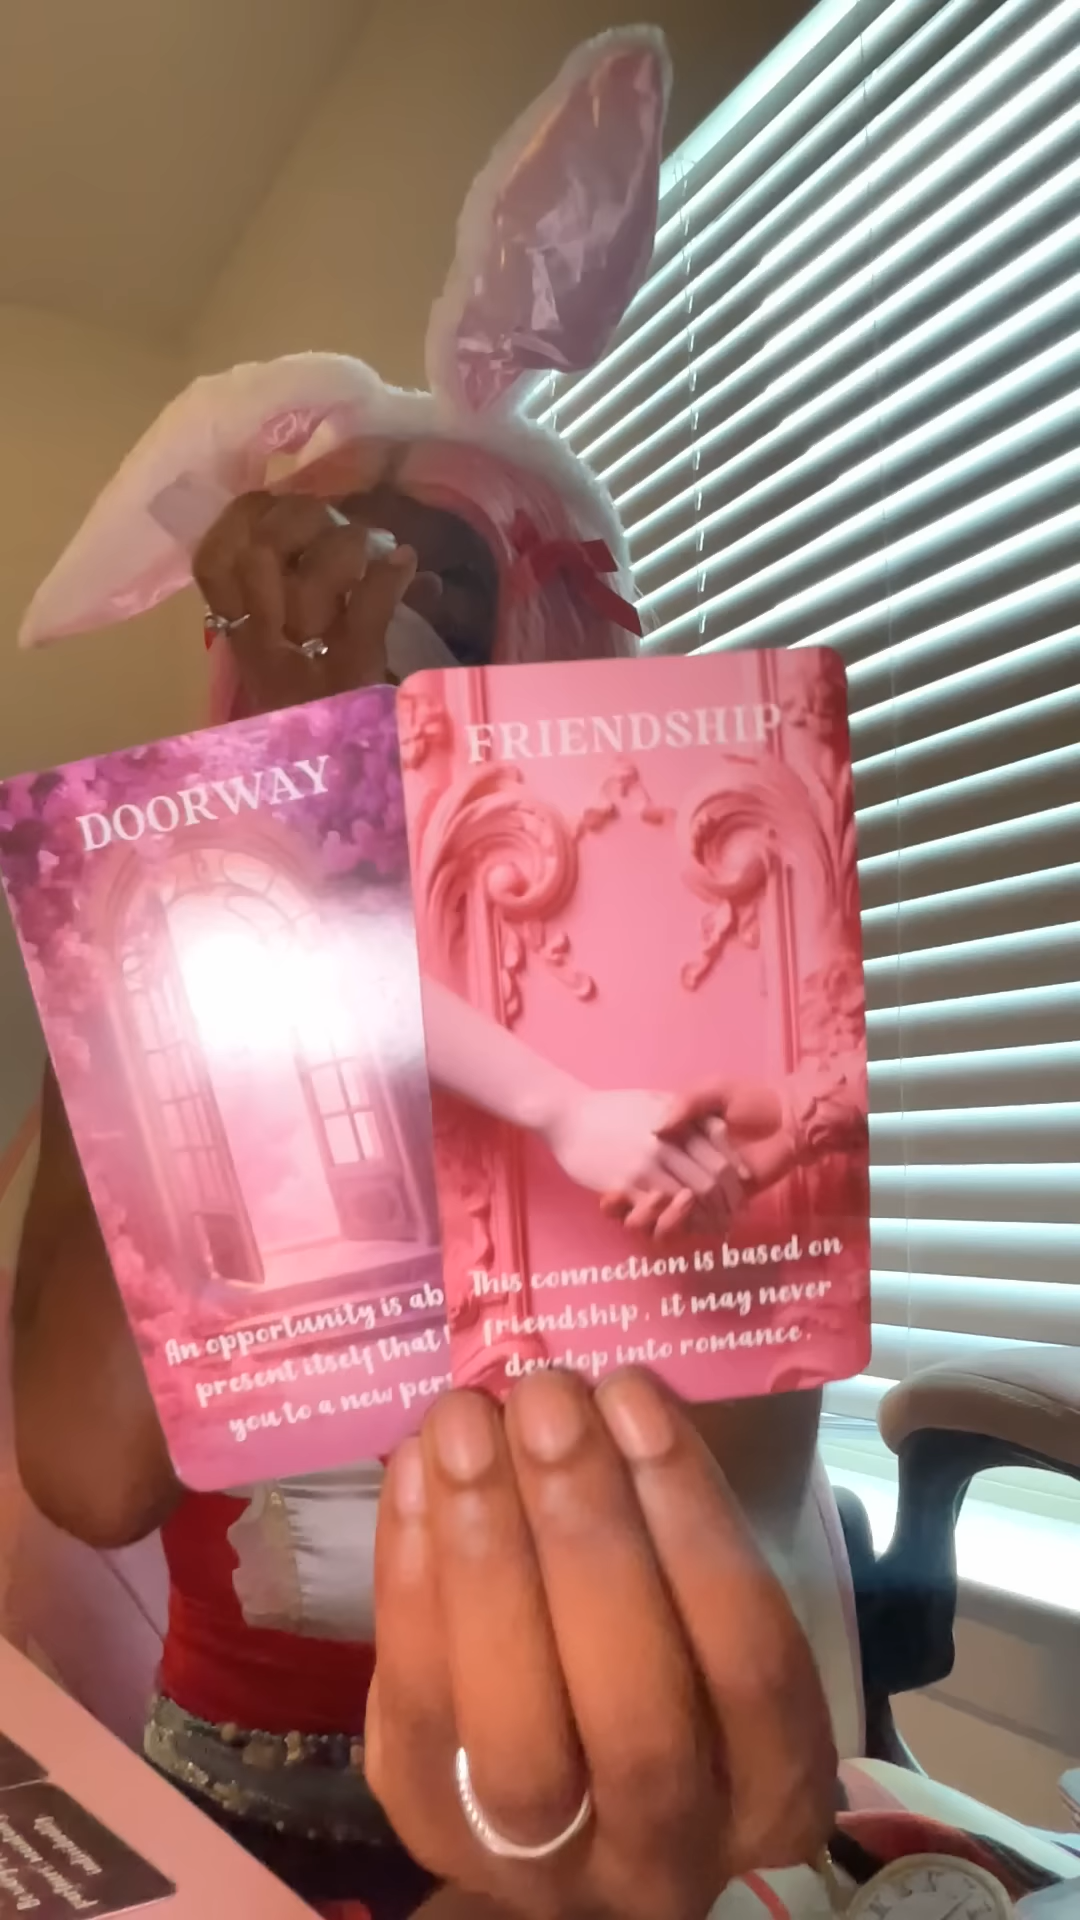 DOORWAY
An opportunity is ab
present itself that
you to a new per
FRIENDSHIP
This connection is based on
friendship, it may never
develop into romance.